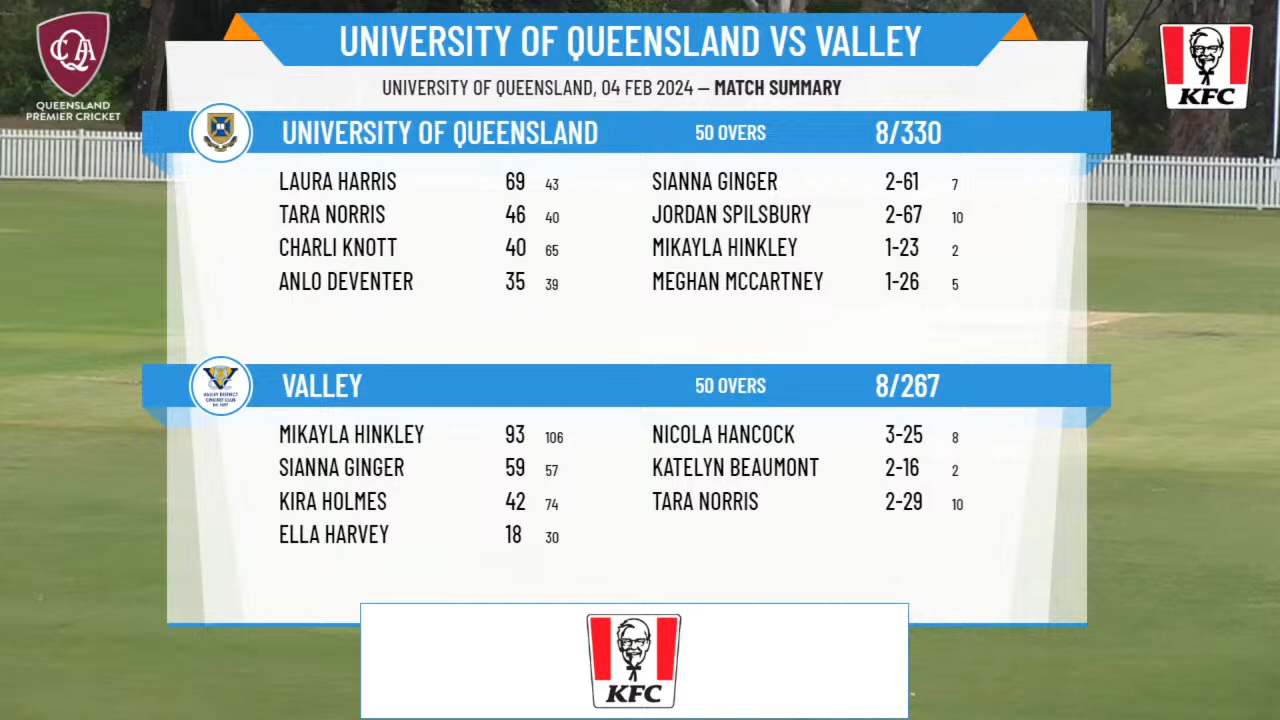 UNIVERSITY OF QUEENSLAND VS VALLEY
UNIVERSITY OF QUEENSLAND, 04 FEB 2024 – MATCH SUMMARY
QUEENSLAND
PREMIER CRICKET
KFC
UNIVERSITY OF QUEENSLAND 50 OVERS 8/330
LAURA HARRIS 69 43 SIANNA GINGER 2-61 7
TARA NORRIS 46 40 JORDAN SPILSBURY 2-67 10
CHARLI KNOTT 40 65 MIKAYLA HINKLEY 1-23 2
ANLO DEVENTER 35 39 MEGHAN MCCARTNEY 1-26 5
VALLEY 50 OVERS 8/267
VALLEY DISTRICT
CRICKET CLUB
MIKAYLA HINKLEY 93 106 NICOLA HANCOCK 3-25 8
SIANNA GINGER 59 57 KATELYN BEAUMONT 2-16 2
KIRA HOLMES 42 74 TARA NORRIS 2-29 10
ELLA HARVEY 18 30
KFC